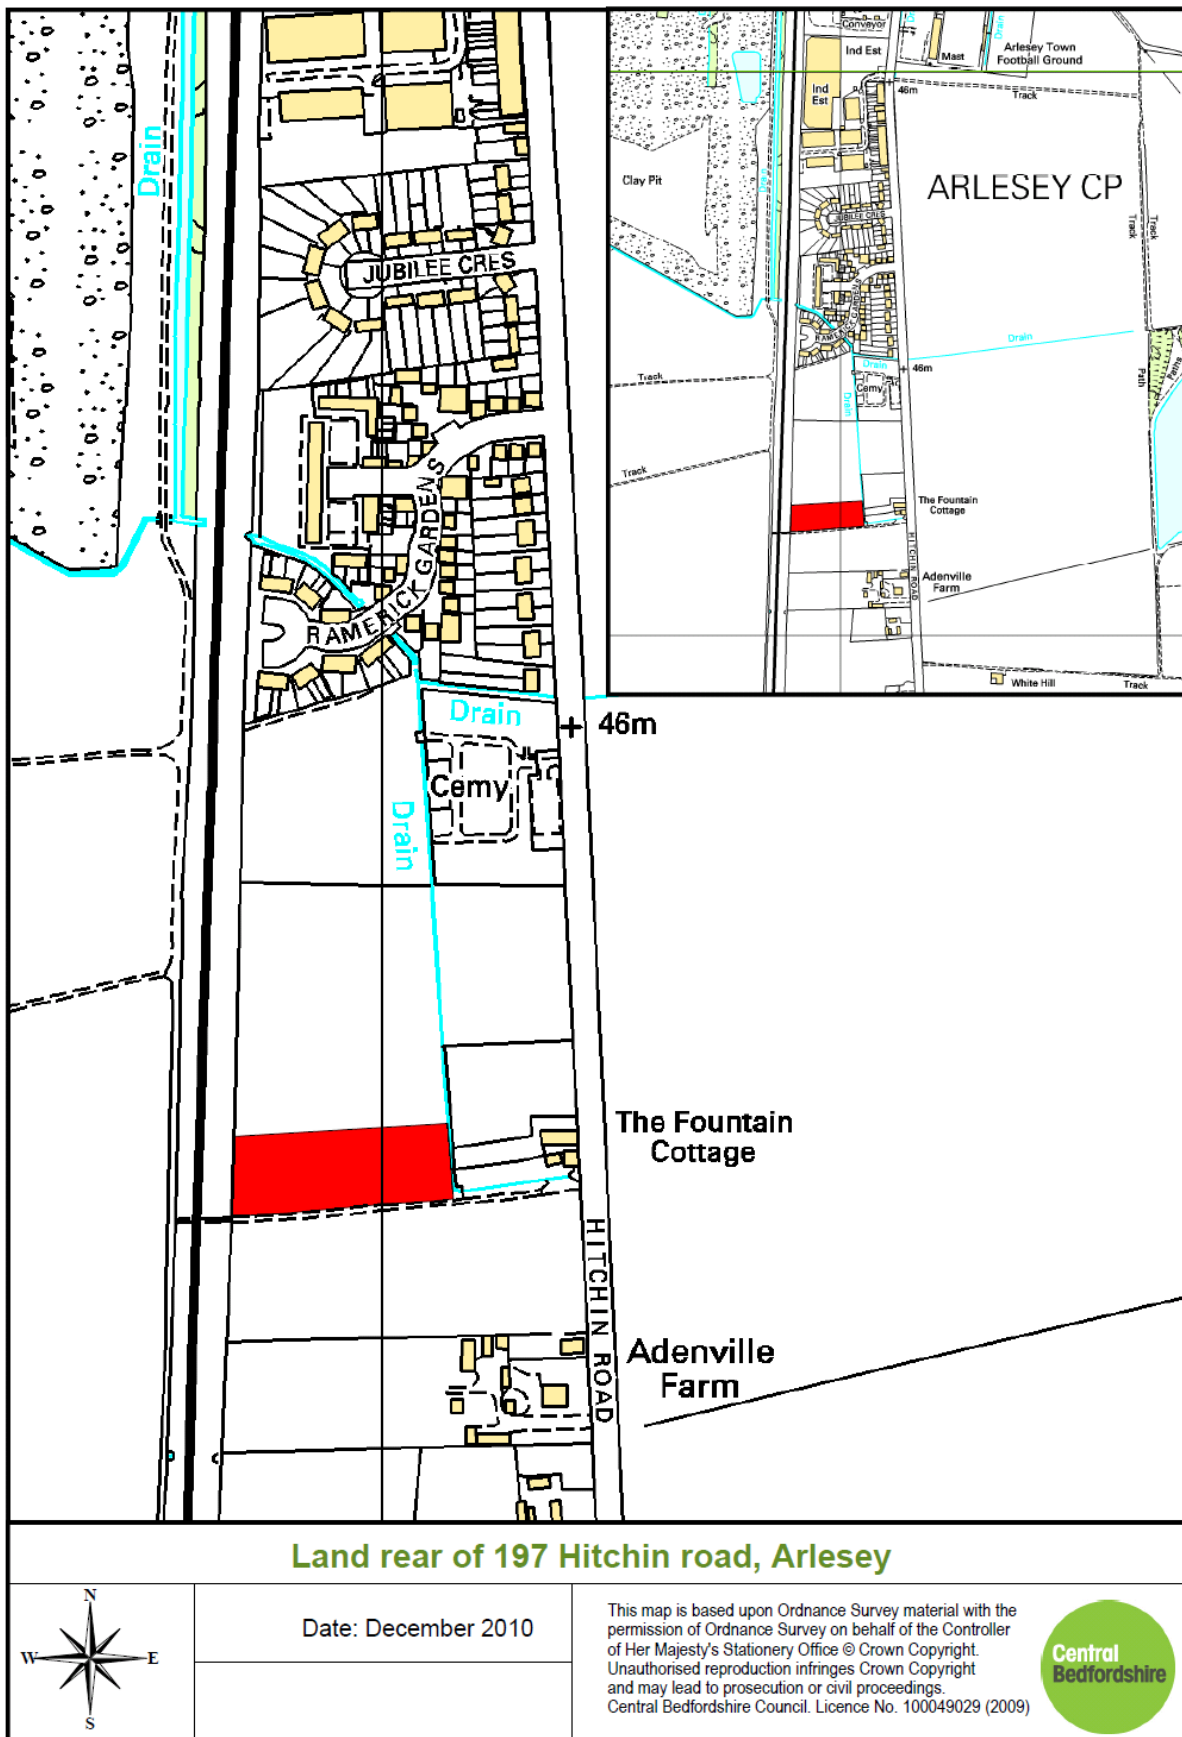 Drain
JUBILEE CRES
RAMERICK GARDENS
Drain
46m
Cemy
Drain
The Fountain
Cottage
HITCHIN ROAD
Adenville
Farm
Conveyor
Ind Est
Mast
Drain
Arlesey Town
Football Ground
Ind
Est
46m
Track
Clay Pit
ARLESEY CP
Drain
JUBILEE CRES
Track
Track
RAMERICK GARDENS
Drain
Drain
46m
Cemy
Drain
Track
Path
Paths
Track
The Fountain
Cottage
HITCHIN ROAD
Adenville
Farm
White Hill
Track
Land rear of 197 Hitchin road, Arlesey
N
W
E
S
Date: December 2010
This map is based upon Ordnance Survey material with the
permission of Ordnance Survey on behalf of the Controller
of Her Majesty's Stationery Office © Crown Copyright.
Unauthorised reproduction infringes Crown Copyright
and may lead to prosecution or civil proceedings.
Central Bedfordshire Council. Licence No. 100049029 (2009)
Central
Bedfordshire